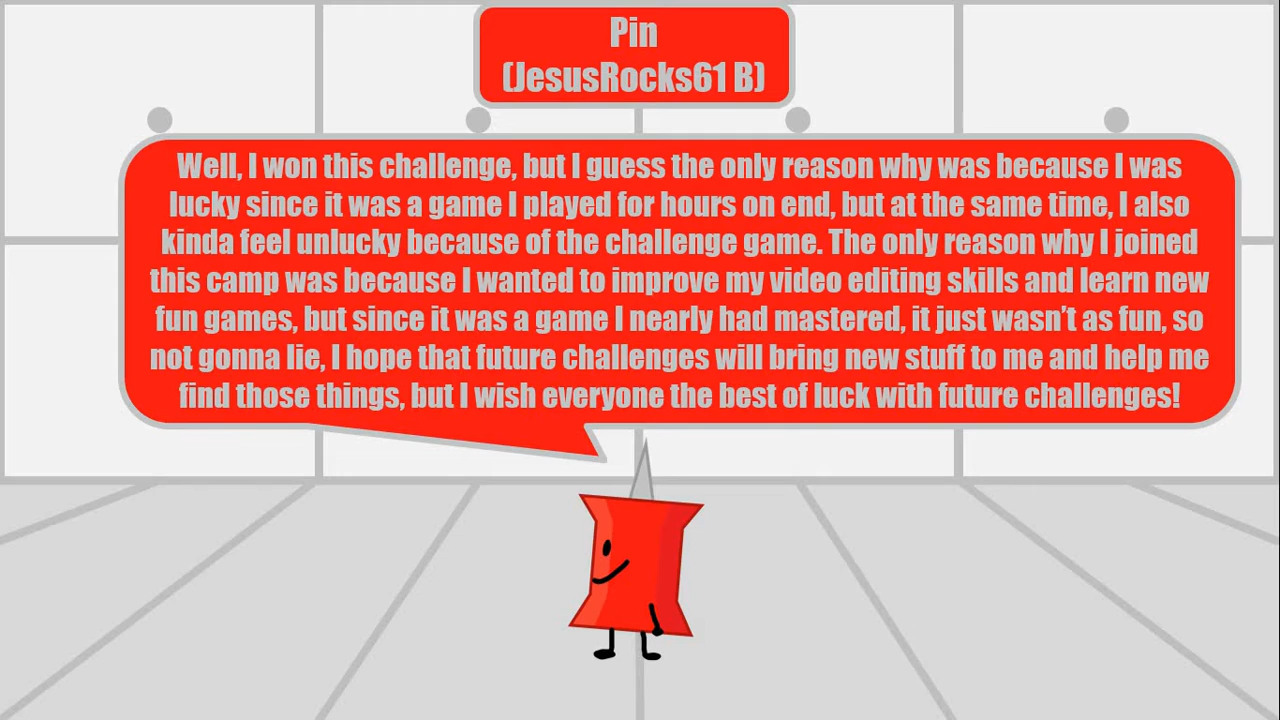 Pin
(JesusRocks61 B)
Well, I won this challenge, but I guess the only reason why was because I was
lucky since it was a game I played for hours on end, but at the same time, I also
kinda feel unlucky because of the challenge game. The only reason why I joined
this camp was because I wanted to improve my video editing skills and learn new
fun games, but since it was a game I nearly had mastered, it just wasn’t as fun, so
not gonna lie, I hope that future challenges will bring new stuff to me and help me
find those things, but I wish everyone the best of luck with future challenges!